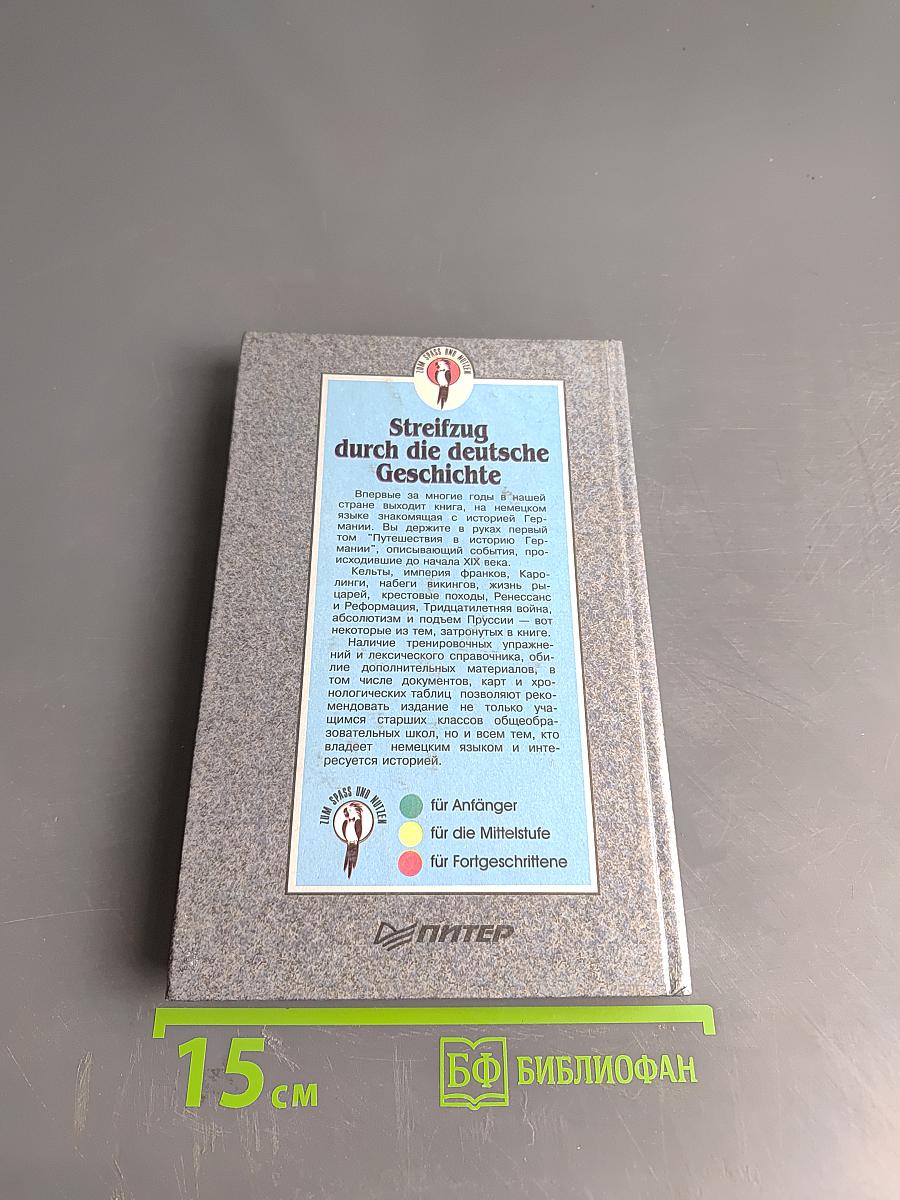 ZUM SPASS UND NUTZEN
Streifzug
durch die deutsche
Geschichte
Впервые за многие годы в нашей
стране выходит книга, на немецком
языке знакомящая с историей Гер-
мании. Вы держите в руках первый
том "Путешествия в историю Гер-
мании", описывающий события, про-
исходившие до начала XIX века.
Кельты, империя франков, Каро-
линги, набеги викингов, жизнь ры-
царей, крестовые походы, Ренессанс
и Реформация, Тридцатилетняя война,
абсолютизм и подъем Пруссии — вот
некоторые из тем, затронутых в книге.
Наличие тренировочных упражне-
ний и лексического справочника, оби-
лие дополнительных материалов, в
том числе документов, карт и хро-
нологических таблиц позволяют реко-
мендовать издание не только уча-
щимся старших классов общеобра-
зовательных школ, но и всем тем, кто
владеет немецким языком и инте-
ресуется историей.
ZUM SPASS UND NUTZEN
für Anfänger
für die Mittelstufe
für Fortgeschrittene
ПИТЕР
15 см
БФ БИБЛИОФАН